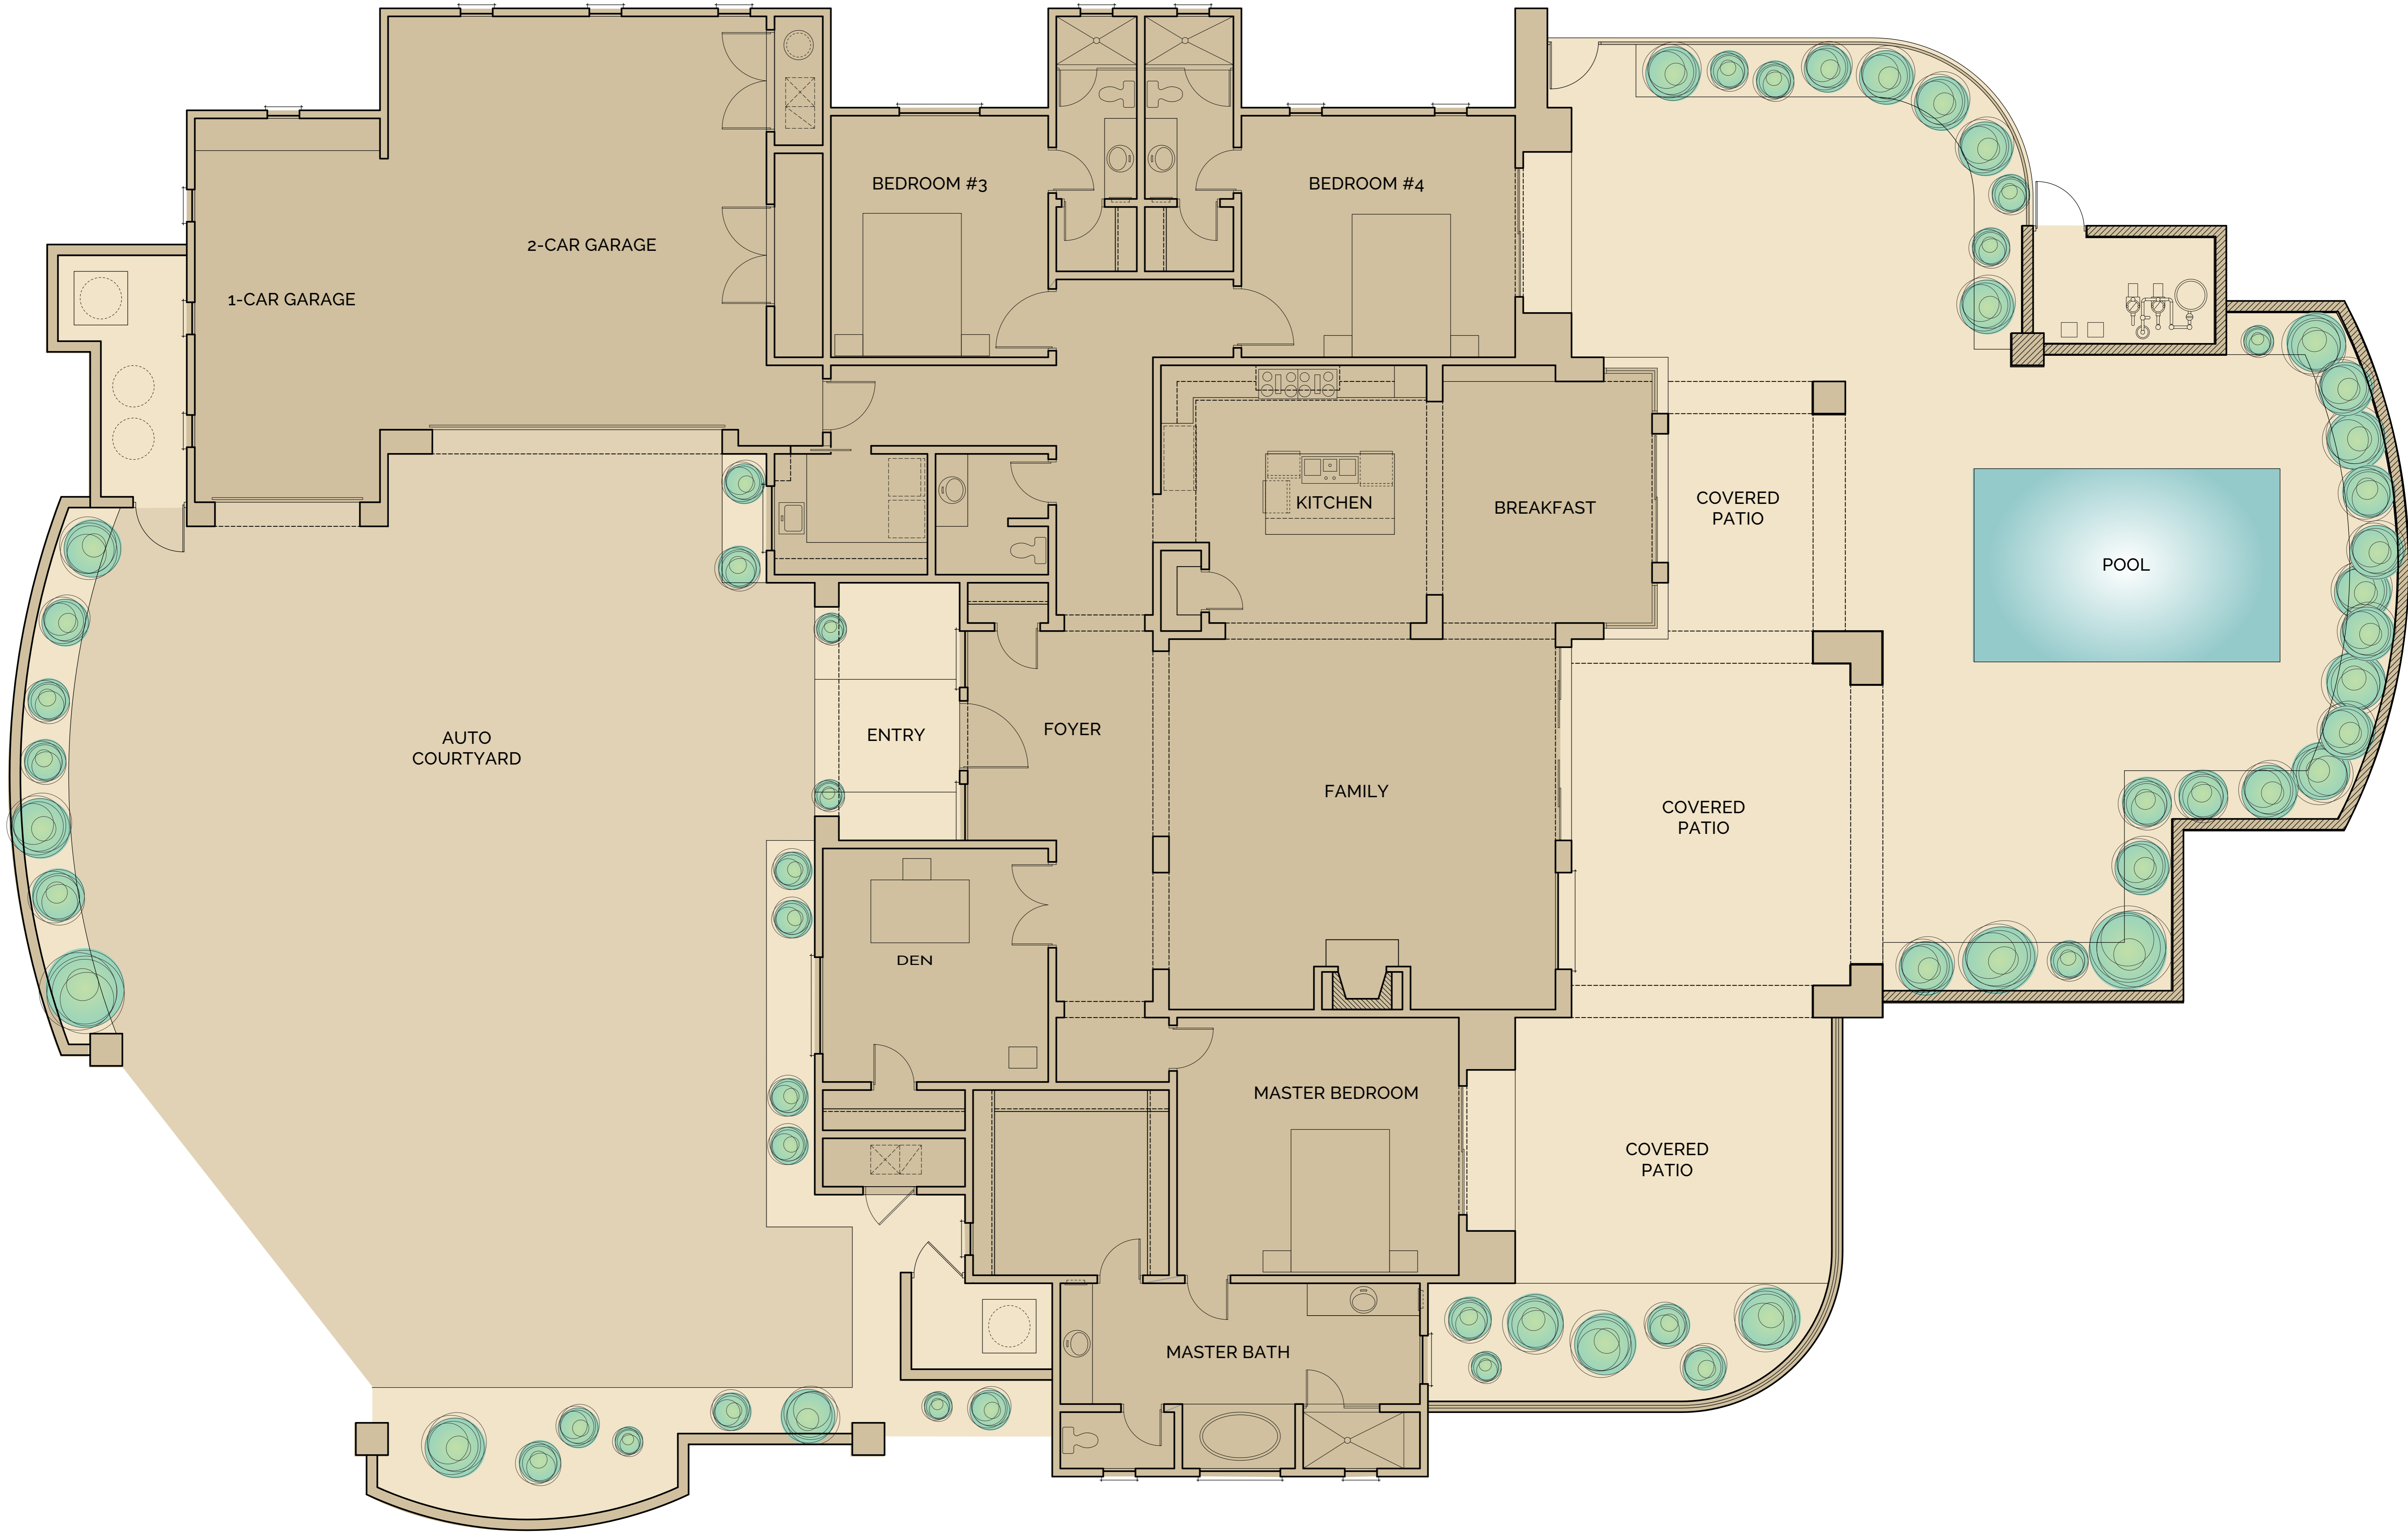 BEDROOM #3
BEDROOM #4
2-CAR GARAGE
1-CAR GARAGE
KITCHEN
BREAKFAST
COVERED
PATIO
POOL
AUTO
COURTYARD
ENTRY
FOYER
FAMILY
COVERED
PATIO
DEN
MASTER BEDROOM
COVERED
PATIO
MASTER BATH